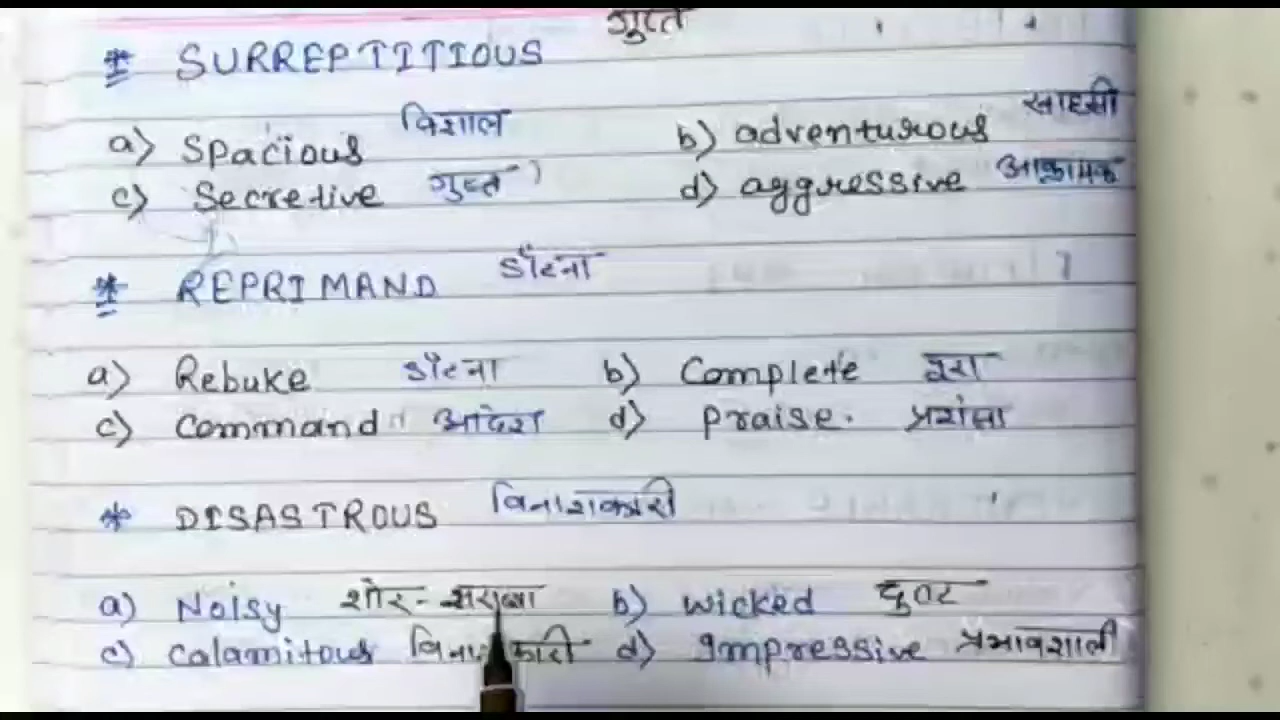 गुप्त
* SURREPTITIOUS
a) Spacious विशाल b) adventurous साहसी
c) Secretive गुप्त d) aggressive आक्रामक
* REPRIMAND डाँटना
a) Rebuke डाँटना b) Complete पूरा
c) Command आदेश d) Praise. प्रशंसा
* DISASTROUS विनाशकारी
a) Noisy शोर-शराबा b) wicked
c) Calamitous d) Impressive प्रभावशाली